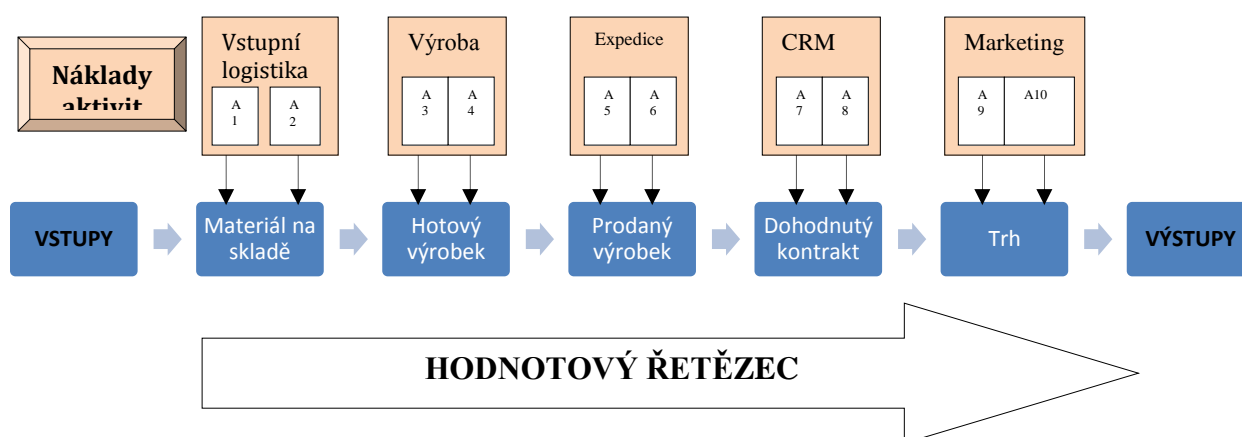 Náklady
aktivit
Vstupní
logistika
A
1
A
2
Výroba
A
3
A
4
Expedice
A
5
A
6
CRM
A
7
A
8
Marketing
A
9
A10
VSTUPY
Materiál na
skladě
Hotový
výrobek
Prodaný
výrobek
Dohodnutý
kontrakt
Trh
VÝSTUPY
HODNOTOVÝ ŘETĚZEC